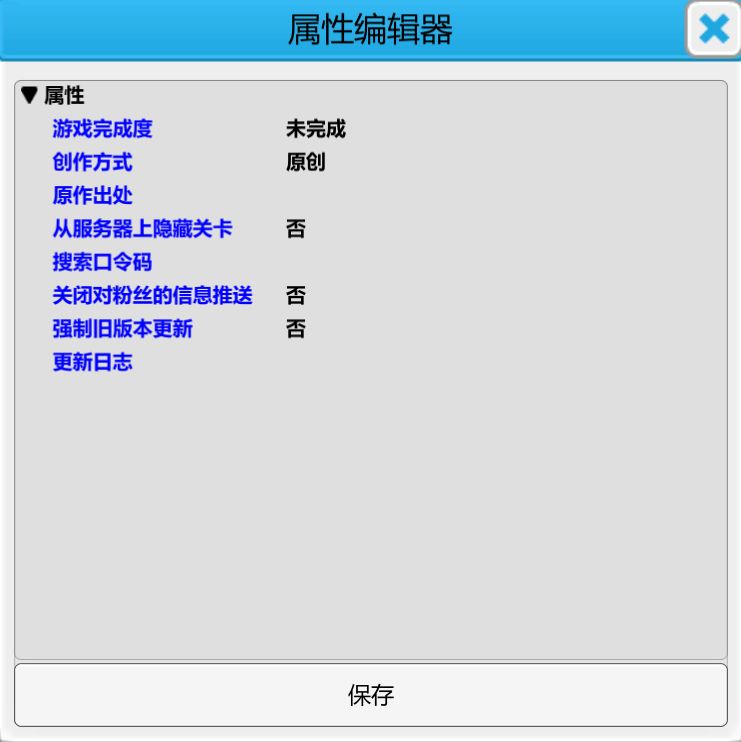 属性编辑器
属性
游戏完成度 未完成
创作方式 原创
原作出处
从服务器上隐藏关卡 否
搜索口令码
关闭对粉丝的信息推送 否
强制旧版本更新 否
更新日志
保存